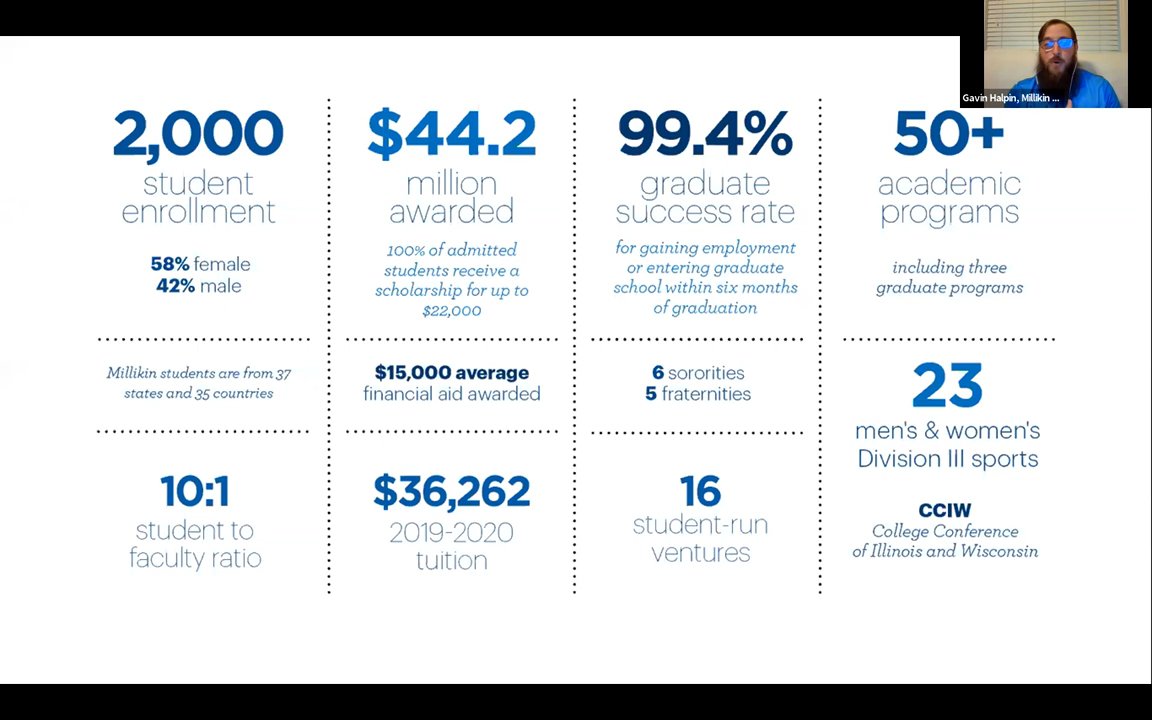 Gavin Halpin, Millikin ...
2,000
student
enrollment
58% female
42% male
Millikin students are from 37
states and 35 countries
10:1
student to
faculty ratio
$44.2
million
awarded
100% of admitted
students receive a
scholarship for up to
$22,000
$15,000 average
financial aid awarded
$36,262
2019-2020
tuition
99.4%
graduate
success rate
for gaining employment
or entering graduate
school within six months
of graduation
6 sororities
5 fraternities
16
student-run
ventures
50+
academic
programs
including three
graduate programs
23
men's & women's
Division III sports
CCIW
College Conference
of Illinois and Wisconsin